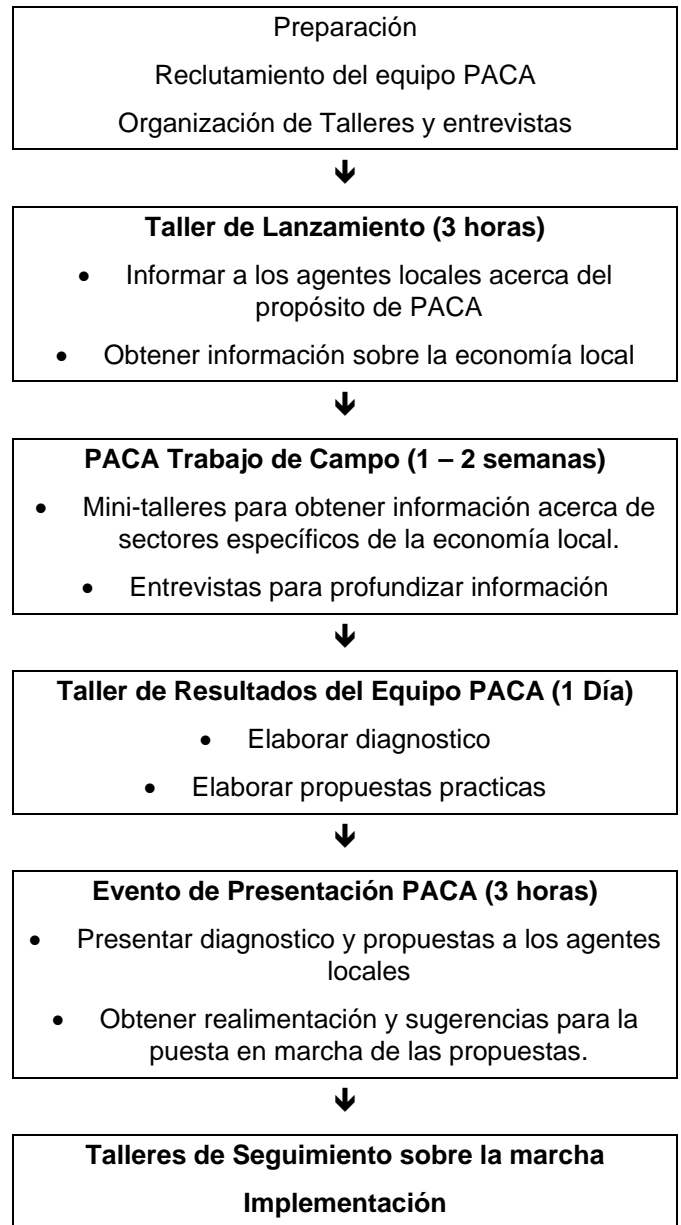 Preparación
Reclutamiento del equipo PACA
Organización de Talleres y entrevistas
Taller de Lanzamiento (3 horas)
• Informar a los agentes locales acerca del
propósito de PACA
• Obtener información sobre la economía local
PACA Trabajo de Campo (1 – 2 semanas)
• Mini-talleres para obtener información acerca de
sectores específicos de la economía local.
• Entrevistas para profundizar información
Taller de Resultados del Equipo PACA (1 Día)
• Elaborar diagnostico
• Elaborar propuestas practicas
Evento de Presentación PACA (3 horas)
• Presentar diagnostico y propuestas a los agentes
locales
• Obtener realimentación y sugerencias para la
puesta en marcha de las propuestas.
Talleres de Seguimiento sobre la marcha
Implementación